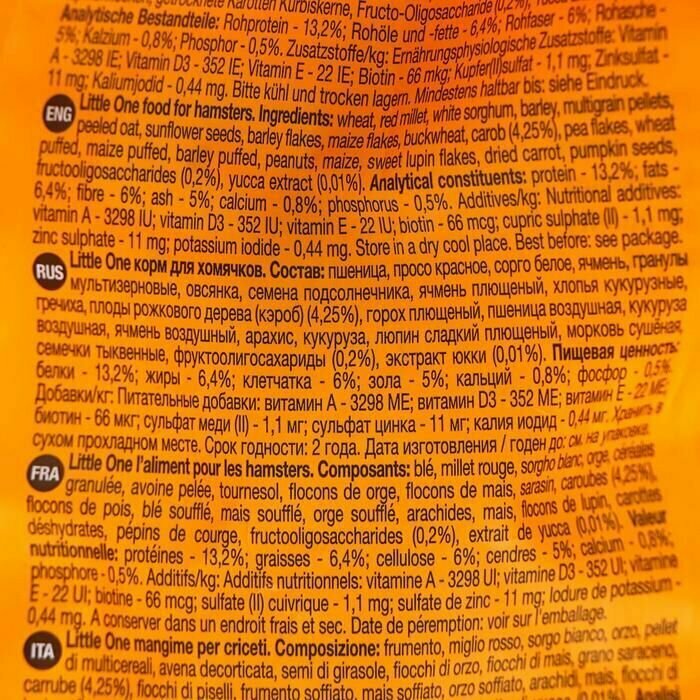 getrocknete Karotten Kürbiskerne, Fructo-Oligosaccharide (0,2%),
Analytische Bestandteile: Rohprotein - 13,2%; Rohöle und -fette - 6,4%; Rohfaser - 6%; Rohasche -
5%; Kalzium - 0,8%; Phosphor - 0,5%. Zusatzstoffe/kg: Ernährungsphysiologische Zusatzstoffe: Vitamin
A - 3298 IE; Vitamin D3 - 352 IE; Vitamin E - 22 IE; Biotin - 66 mkg; Kupfer(II)sulfat - 1,1 mg; Zinksulfat -
11 mg; Kaliumjodid - 0,44 mg. Bitte kühl und trocken lagern. Mindestens haltbar bis: siehe Eindruck.
ENG Little One food for hamsters. Ingredients: wheat, red millet, white sorghum, barley, multigrain pellets,
peeled oat, sunflower seeds, barley flakes, maize flakes, buckwheat, carob (4,25%), pea flakes, wheat
puffed, maize puffed, barley puffed, peanuts, maize, sweet lupin flakes, dried carrot, pumpkin seeds,
fructooligosaccharides (0,2%), yucca extract (0,01%). Analytical constituents: protein - 13,2%; fats -
6,4%; fibre - 6%; ash - 5%; calcium - 0,8%; phosphorus - 0,5%. Additives/kg: Nutritional additives:
vitamin A - 3298 IU; vitamin D3 - 352 IU; vitamin E - 22 IU; biotin - 66 mcg; cupric sulphate (II) - 1,1 mg;
zinc sulphate - 11 mg; potassium iodide - 0,44 mg. Store in a dry cool place. Best before: see package.
RUS Little One корм для хомячков. Состав: пшеница, просо красное, сорго белое, ячмень, гранулы
мультизерновые, овсянка, семена подсолнечника, ячмень плющеный, хлопья кукурузные,
гречиха, плоды рожкового дерева (кэроб) (4,25%), горох плющеный, пшеница воздушная, кукуруза
воздушная, ячмень воздушный, арахис, кукуруза, люпин сладкий плющеный, морковь сушёная,
семечки тыквенные, фруктоолигосахариды (0,2%), экстракт юкки (0,01%). Пищевая ценность:
белки - 13,2%; жиры - 6,4%; клетчатка - 6%; зола - 5%; кальций - 0,8%; фосфор - 0,5%.
Добавки/кг: Питательные добавки: витамин А - 3298 МЕ; витамин D3 - 352 МЕ; витамин Е - 22 МЕ;
биотин - 66 мкг; сульфат меди (II) - 1,1 мг; сульфат цинка - 11 мг; калия иодид - 0,44 мг. Хранить в
сухом прохладном месте. Срок годности: 2 года. Дата изготовления / годен до: см. на упаковке.
FRA Little One l'aliment pour les hamsters. Composants: blé, millet rouge, sorgho blanc, orge, céréales
granulée, avoine pelée, tournesol, flocons de orge, flocons de mais, sarasin, caroubes (4,25%),
flocons de pois, blé soufflé, mais soufflé, orge soufflé, arachides, mais, flocons de lupin, carottes
déshydrates, pépins de courge, fructooligosaccharides (0,2%), extrait de yucca (0,01%). Valeur
nutritionnelle: protéines - 13,2%; graisses - 6,4%; cellulose - 6%; cendres - 5%; calcium - 0,8%;
phosphore - 0,5%. Additifs/kg: Additifs nutritionnels: vitamine A - 3298 UI; vitamine D3 - 352 UI; vitamine
E - 22 UI; biotine - 66 mcg; sulfate (II) cuivrique - 1,1 mg; sulfate de zinc - 11 mg; Iodure de potassium -
0,44 mg. A conserver dans un endroit frais et sec. Date de péremption: voir sur l'emballage.
ITA Little One mangime per criceti. Composizione: frumento, miglio rosso, sorgo bianco, orzo, pellet
di multicereali, avena decorticata, semi di girasole, fiocchi di orzo, fiocchi di mais, grano saraceno,
carrube (4,25%), fiocchi di piselli, frumento soffiato, mais soffiato, orzo soffiato, arachidi, mais, fiocchi